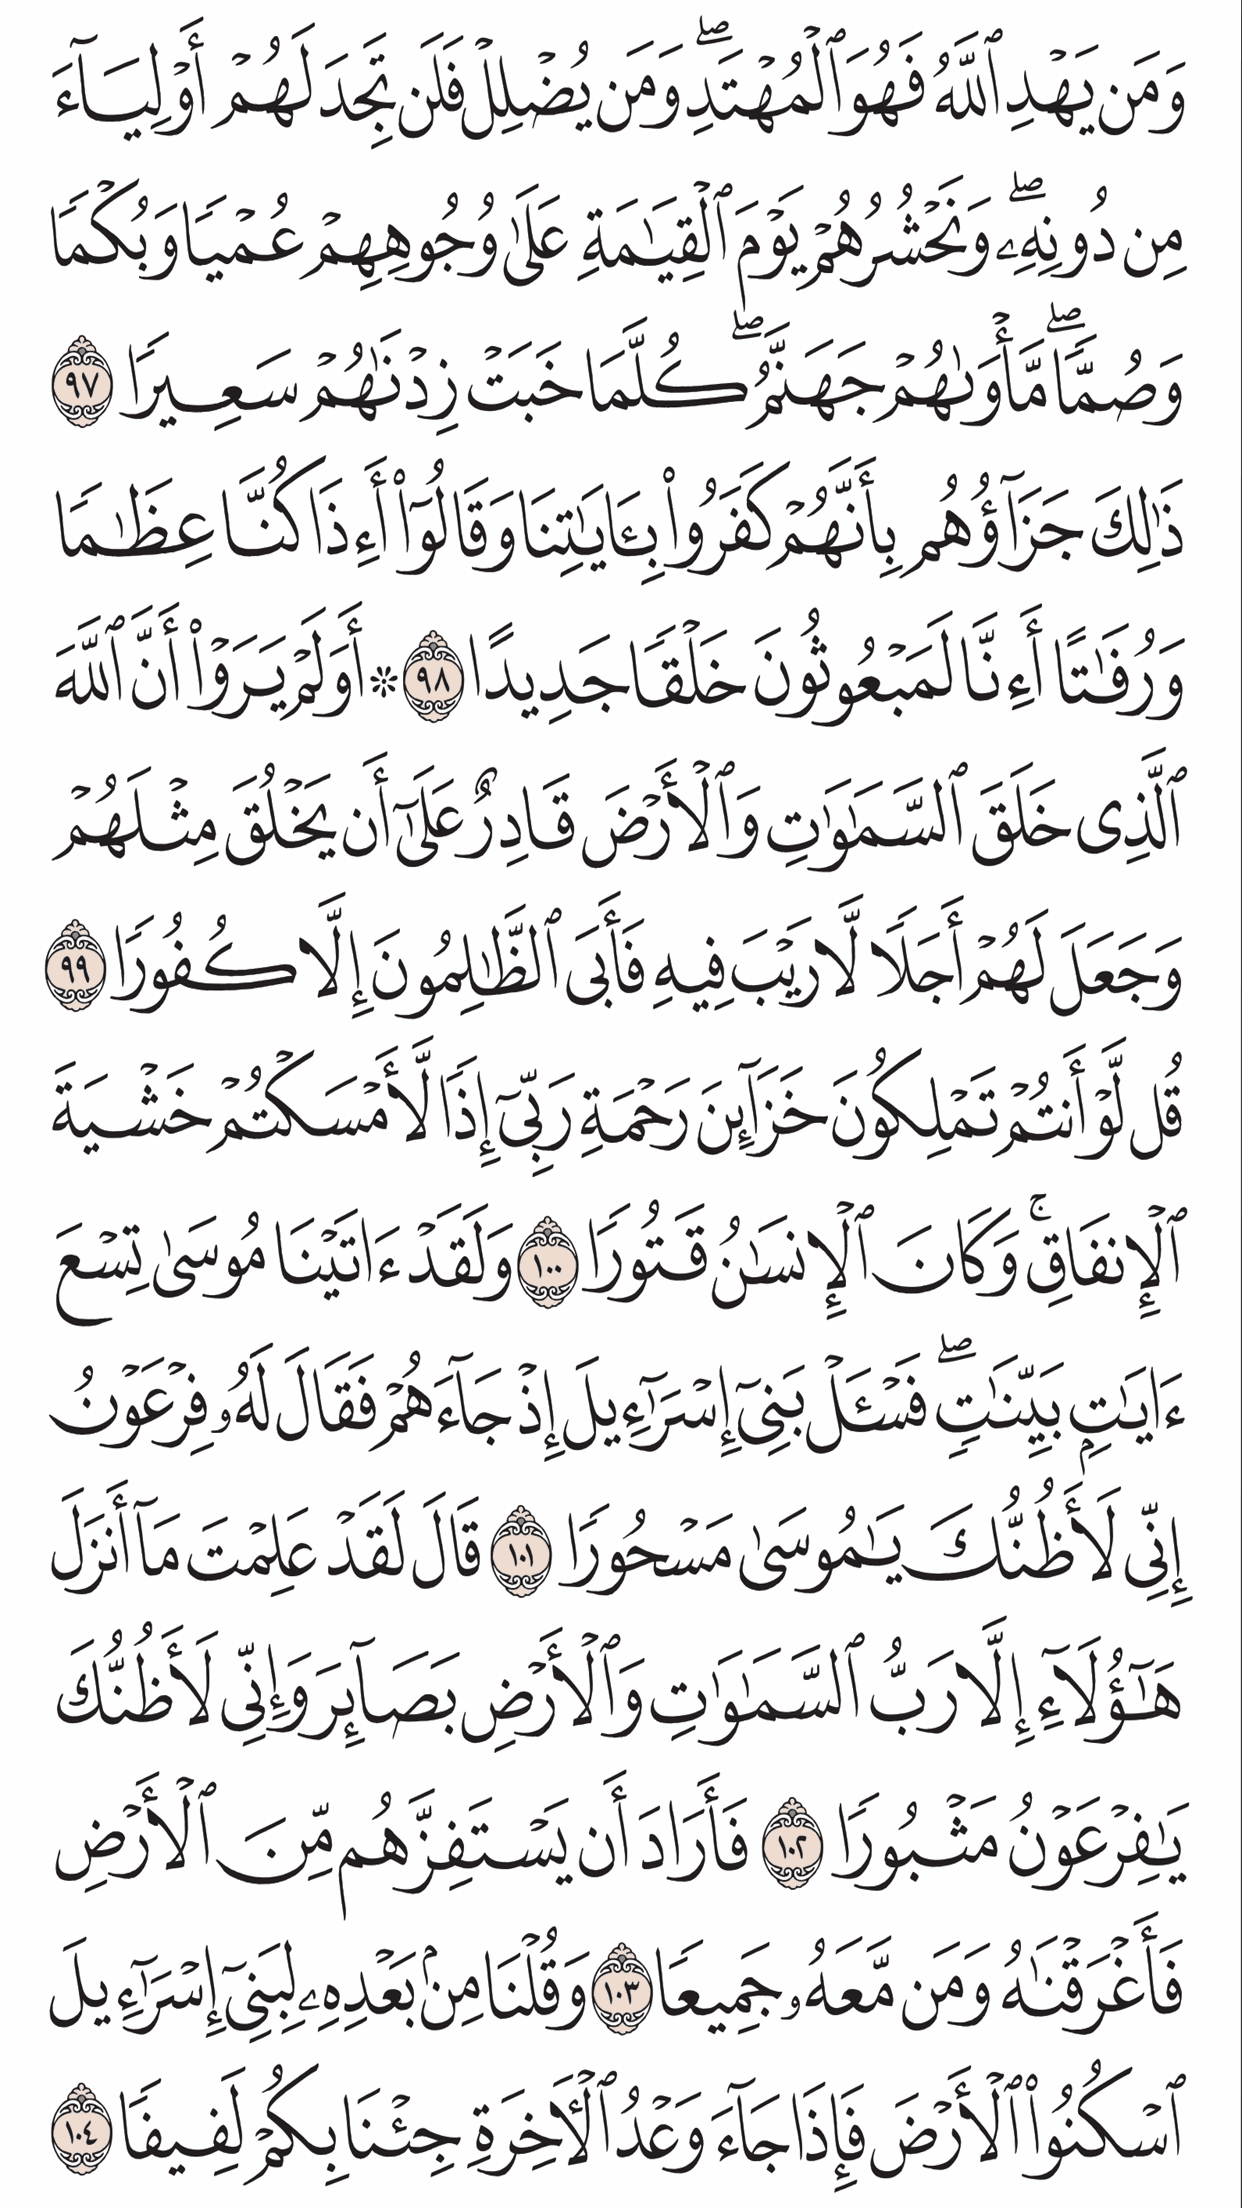 وَمَن يَهْدِ ٱللَّهُ فَهُوَ ٱلْمُهْتَدِۖ وَمَن يُضْلِلْ فَلَن تَجِدَ لَهُمْ أَوْلِيَآءَ
مِن دُونِهِۦۖ وَنَحْشُرُهُمْ يَوْمَ ٱلْقِيَٰمَةِ عَلَىٰ وُجُوهِهِمْ عُمْيًا وَبُكْمًا
وَصُمًّاۖ مَّأْوَىٰهُمْ جَهَنَّمُۖ كُلَّمَا خَبَتْ زِدْنَٰهُمْ سَعِيرًا ٩٧
ذَٰلِكَ جَزَآؤُهُم بِأَنَّهُمْ كَفَرُوا۟ بِـَٔايَٰتِنَا وَقَالُوٓا۟ أَءِذَا كُنَّا عِظَٰمًا
وَرُفَٰتًا أَءِنَّا لَمَبْعُوثُونَ خَلْقًا جَدِيدًا ٩٨ ۞ أَوَلَمْ يَرَوْا۟ أَنَّ ٱللَّهَ
ٱلَّذِى خَلَقَ ٱلسَّمَٰوَٰتِ وَٱلْأَرْضَ قَادِرٌ عَلَىٰٓ أَن يَخْلُقَ مِثْلَهُمْ
وَجَعَلَ لَهُمْ أَجَلًا لَّا رَيْبَ فِيهِ فَأَبَى ٱلظَّٰلِمُونَ إِلَّا كُفُورًا ٩٩
قُل لَّوْ أَنتُمْ تَمْلِكُونَ خَزَآئِنَ رَحْمَةِ رَبِّىٓ إِذًا لَّأَمْسَكْتُمْ خَشْيَةَ
ٱلْإِنفَاقِۚ وَكَانَ ٱلْإِنسَٰنُ قَتُورًا ١٠٠ وَلَقَدْ ءَاتَيْنَا مُوسَىٰ تِسْعَ
ءَايَٰتٍۭ بَيِّنَٰتٍۖ فَسْـَٔلْ بَنِىٓ إِسْرَٰٓءِيلَ إِذْ جَآءَهُمْ فَقَالَ لَهُۥ فِرْعَوْنُ
إِنِّى لَأَظُنُّكَ يَٰمُوسَىٰ مَسْحُورًا ١٠١ قَالَ لَقَدْ عَلِمْتَ مَآ أَنزَلَ
هَٰٓؤُلَآءِ إِلَّا رَبُّ ٱلسَّمَٰوَٰتِ وَٱلْأَرْضِ بَصَآئِرَ وَإِنِّى لَأَظُنُّكَ
يَٰفِرْعَوْنُ مَثْبُورًا ١٠٢ فَأَرَادَ أَن يَسْتَفِزَّهُم مِّنَ ٱلْأَرْضِ
فَأَغْرَقْنَٰهُ وَمَن مَّعَهُۥ جَمِيعًا ١٠٣ وَقُلْنَا مِنۢ بَعْدِهِۦ لِبَنِىٓ إِسْرَٰٓءِيلَ
ٱسْكُنُوا۟ ٱلْأَرْضَ فَإِذَا جَآءَ وَعْدُ ٱلْـَٔاخِرَةِ جِئْنَا بِكُمْ لَفِيفًا ١٠٤